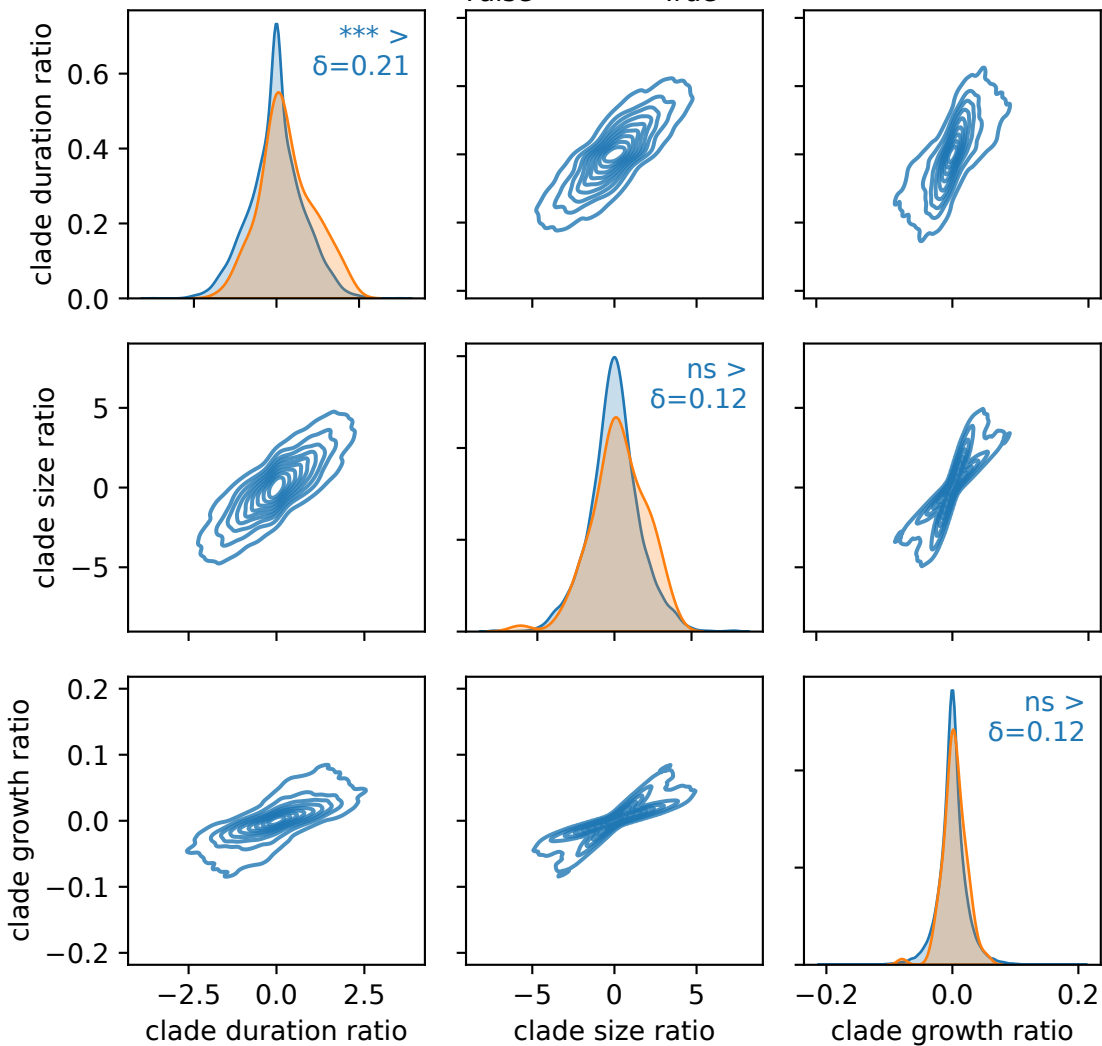 *** >
δ=0.21
clade duration ratio
0.6
0.4
0.2
0.0
ns >
δ=0.12
clade size ratio
5
0
−5
ns >
δ=0.12
clade growth ratio
0.2
0.1
0.0
−0.1
−0.2
−2.5 0.0 2.5 −5 0 5 −0.2 0.0 0.2
clade duration ratio clade size ratio clade growth ratio